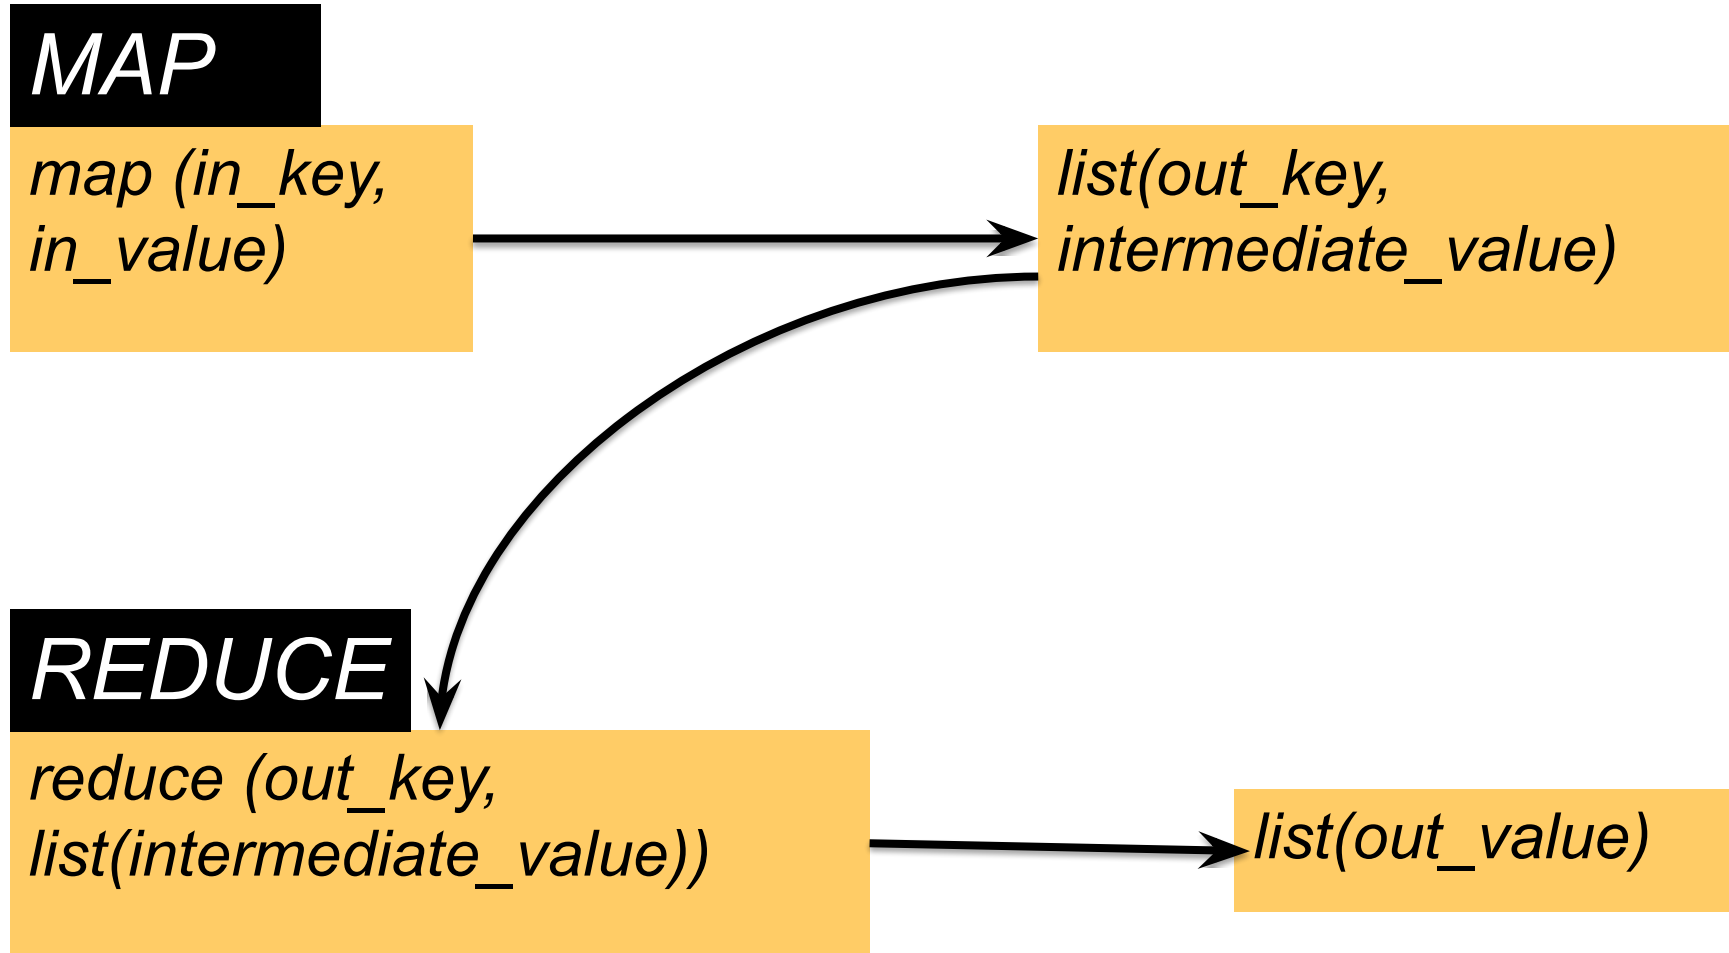 MAP
map (in_key,
in_value)
list(out_key,
intermediate_value)
REDUCE
reduce (out_key,
list(intermediate_value))
list(out_value)